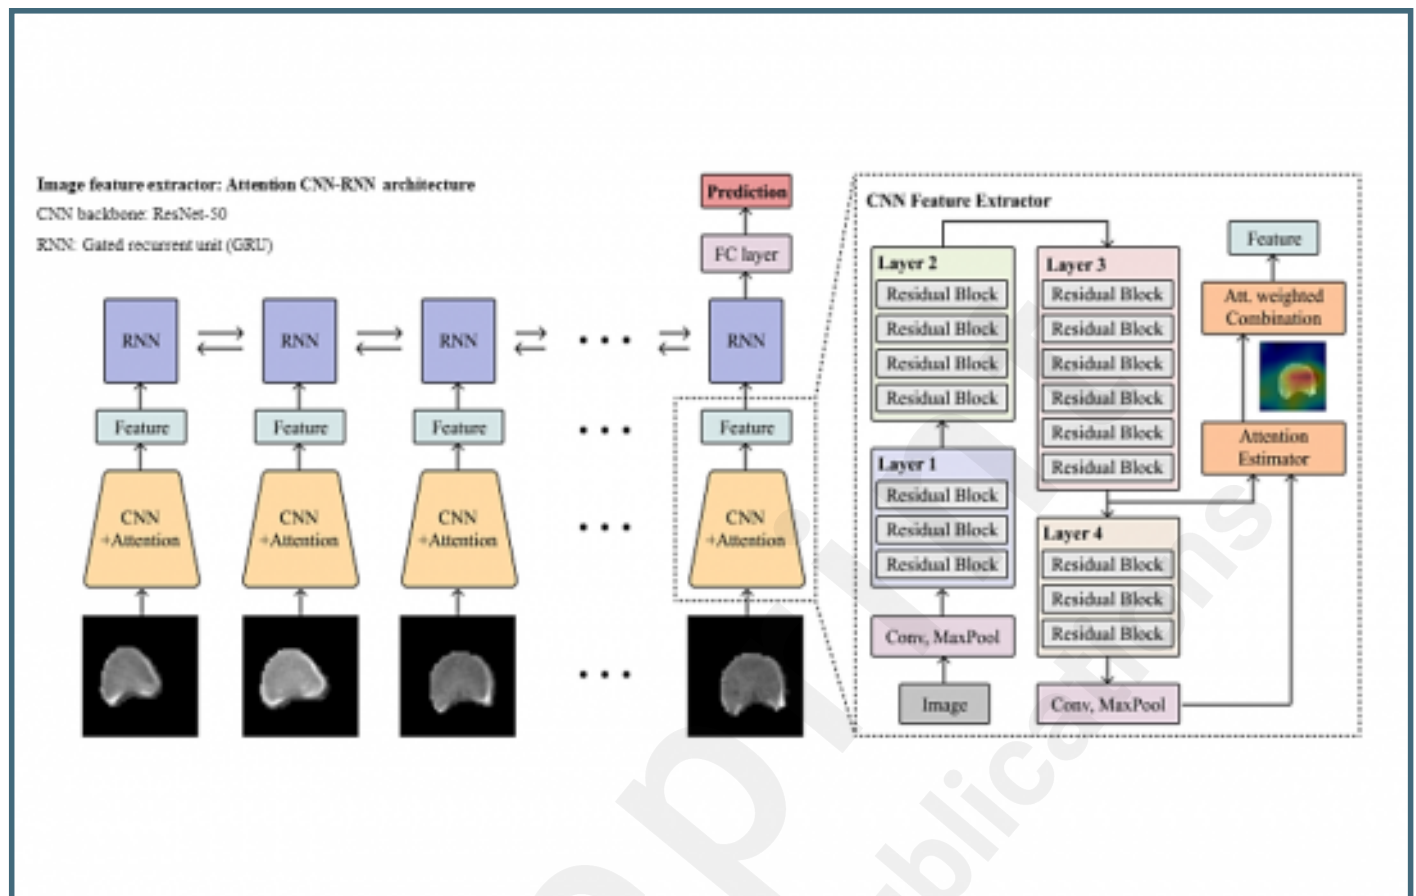 Image feature extractor: Attention CNN-RNN architecture
CNN backbone: ResNet-50
RNN: Gated recurrent unit (GRU)
Prediction
FC layer
RNN
RNN
RNN
RNN
Feature
Feature
Feature
Feature
CNN
+Attention
CNN
+Attention
CNN
+Attention
CNN
+Attention
CNN Feature Extractor
Layer 2
Residual Block
Residual Block
Residual Block
Residual Block
Layer 1
Residual Block
Residual Block
Residual Block
Conv, MaxPool
Image
Layer 3
Residual Block
Residual Block
Residual Block
Residual Block
Residual Block
Residual Block
Layer 4
Residual Block
Residual Block
Residual Block
Conv, MaxPool
Feature
Att. weighted
Combination
Attention
Estimator